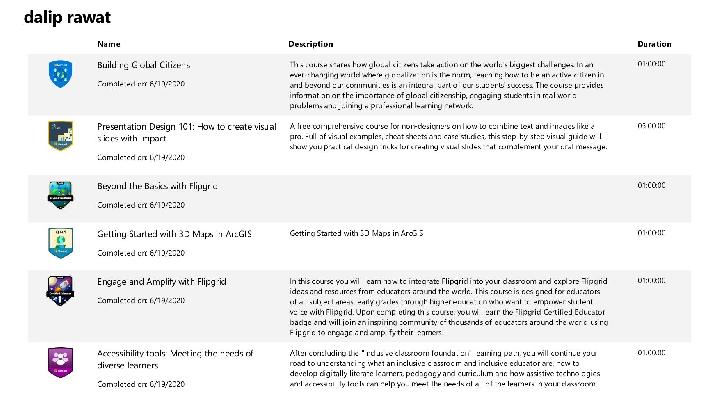 dalip rawat
Name Description Duration
Building Global Citizens
Completed on: 6/19/2020
This course shares how global citizens take action on the world's biggest challenges. In an
ever changing world where globalization is the norm, teaching how to be an active citizen in
and beyond our communities is an integral part of our students' success. The course provides
information on the importance of global citizenship, engaging students in real world
problems and joining a professional learning network.
01:00:00
Presentation Design 101: How to create visual
slides with impact
Completed on: 6/19/2020
A free comprehensive course for non-designers on how to combine text and images like a
pro. Full of visual examples, cheat sheets and case studies, this step-by-step visual guide will
show you practical design tricks for creating visual slides that complement your oral message.
03:00:00
Beyond the Basics with Flipgrid
Completed on: 6/19/2020
01:00:00
Getting Started with 3D Maps in ArcGIS
Completed on: 6/19/2020
Getting Started with 3D Maps in ArcGIS
01:00:00
Engage and Amplify with Flipgrid
Completed on: 6/19/2020
In this course you will learn how to integrate Flipgrid into your classroom and explore Flipgrid
ideas and resources from educators around the world. This course is designed for educators
of all subject areas, early grades through higher education who want to empower student
voice with Flipgrid. Upon completing this course, you will earn the Flipgrid Certified Educator
badge and will join an inspiring community of thousands of educators around the world using
Flipgrid to engage and amplify their learners.
01:00:00
Accessibility tools: Meeting the needs of
diverse learners
Completed on: 6/19/2020
After concluding the "Inclusive classroom foundation" learning path, you will continue your
road to understanding what an inclusive classroom and inclusive educator are, how to
develop digitally literate learners, pedagogy and curriculum and how assistive technologies
and accessibility tools can help you meet the needs of all of the learners in your classroom.
01:00:00